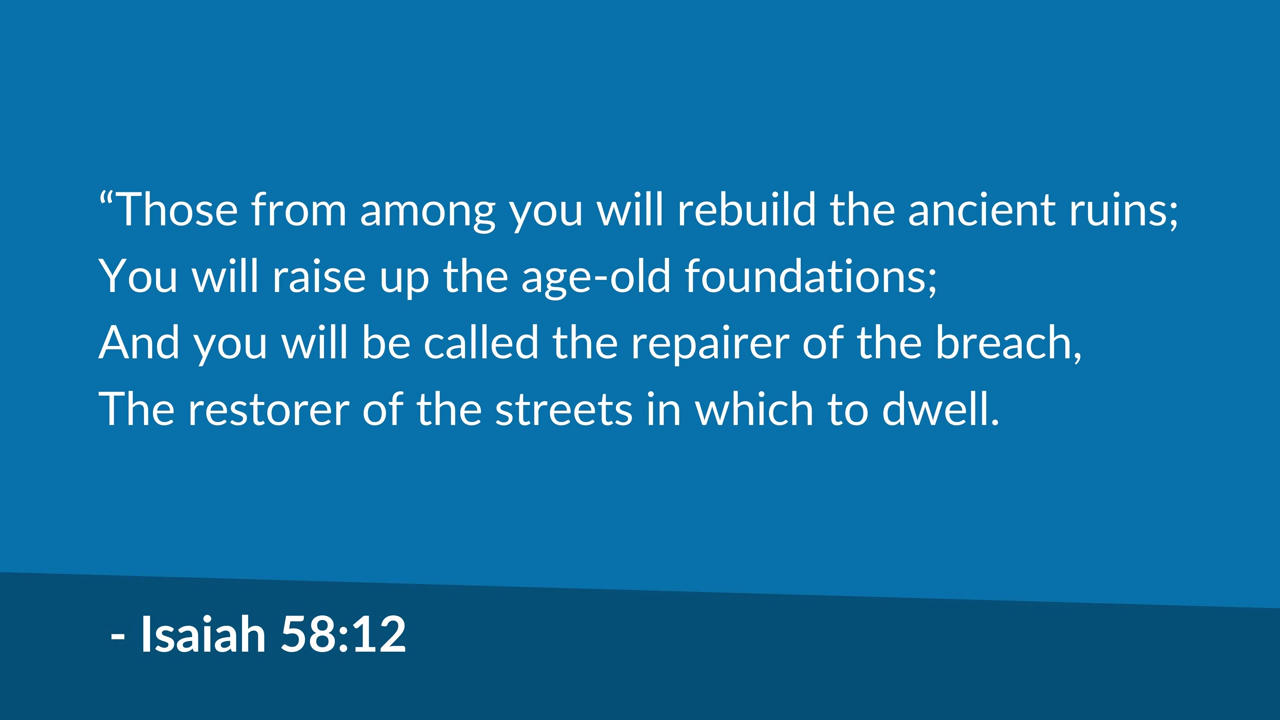 “Those from among you will rebuild the ancient ruins;
You will raise up the age-old foundations;
And you will be called the repairer of the breach,
The restorer of the streets in which to dwell.
- Isaiah 58:12